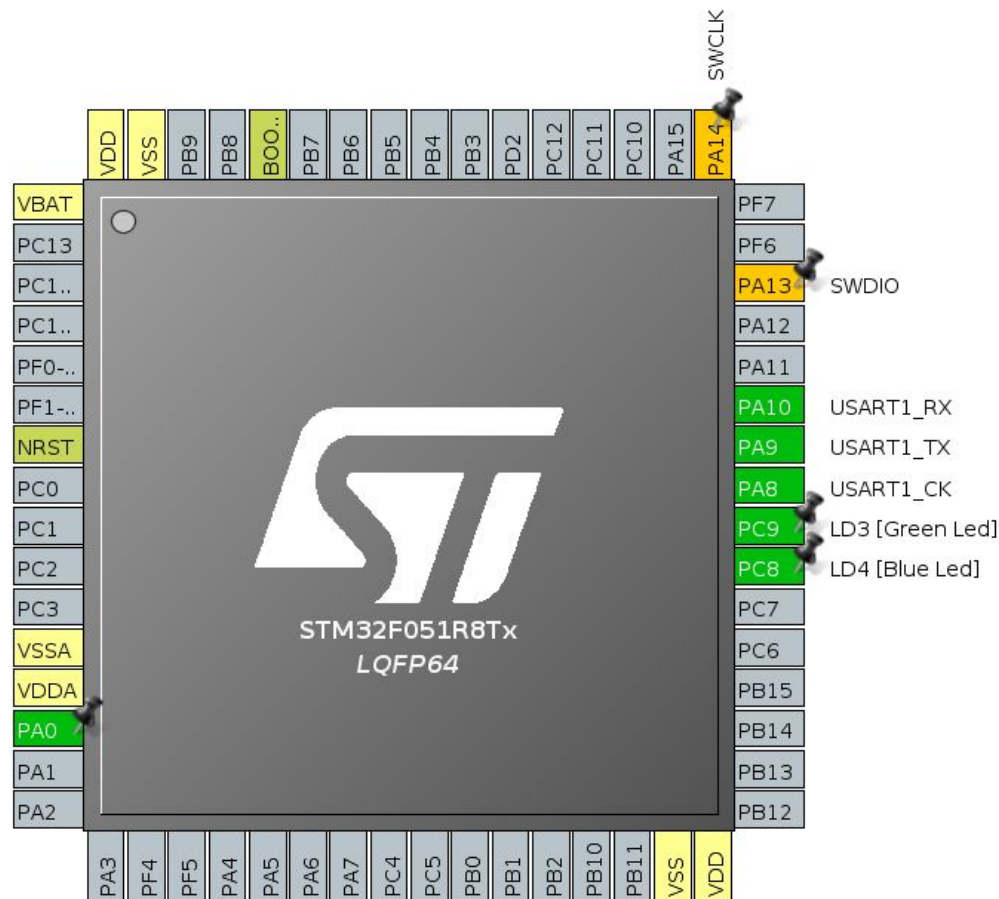 SWCLK
VDD
VSS
PB9
PB8
BOO..
PB7
PB6
PB5
PB4
PB3
PD2
PC12
PC11
PC10
PA15
PA14
VBAT
PC13
PC1..
PC1..
PF0-..
PF1-..
NRST
PC0
PC1
PC2
PC3
VSSA
VDDA
PA0
PA1
PA2
STM32F051R8Tx
LQFP64
PF7
PF6
PA13 SWDIO
PA12
PA11
PA10 USART1_RX
PA9 USART1_TX
PA8 USART1_CK
PC9 LD3 [Green Led]
PC8 LD4 [Blue Led]
PC7
PC6
PB15
PB14
PB13
PB12
PA3
PF4
PF5
PA4
PA5
PA6
PA7
PC4
PC5
PB0
PB1
PB2
PB10
PB11
VSS
VDD